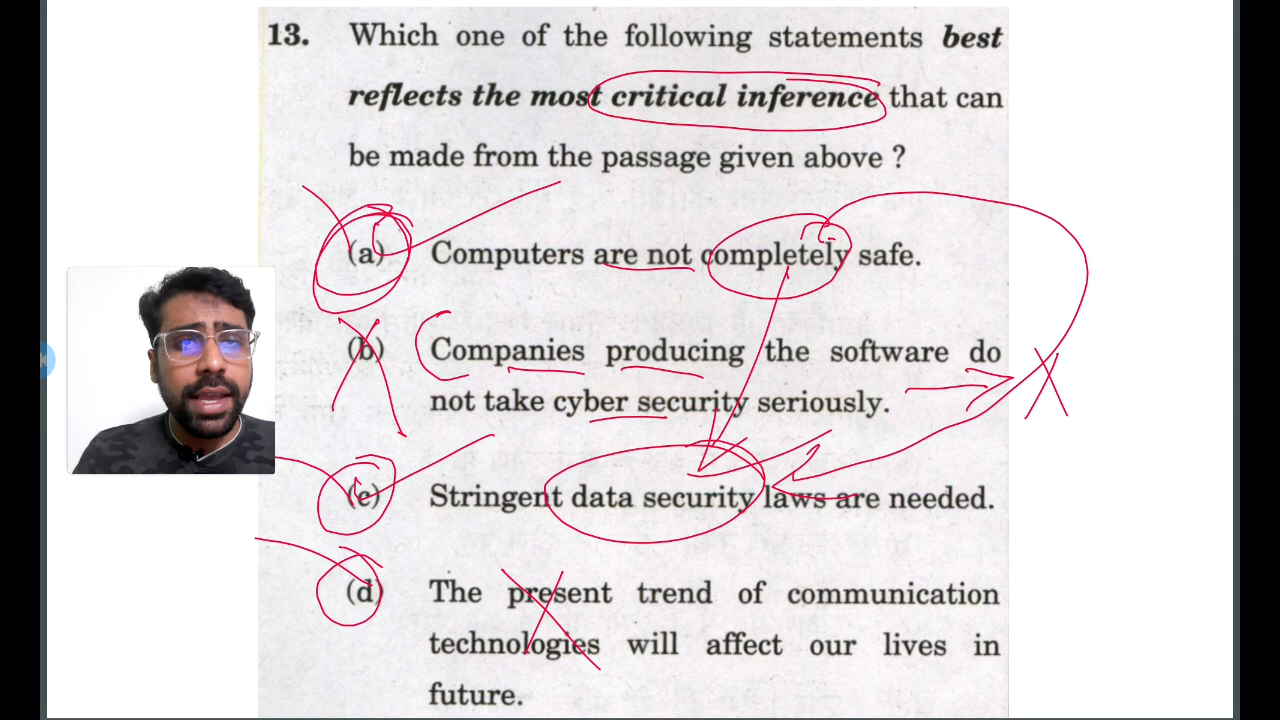 13. Which one of the following statements best
reflects the most critical inference that can
be made from the passage given above ?
(a) Computers are not completely safe.
(b) Companies producing the software do
not take cyber security seriously.
(c) Stringent data security laws are needed.
(d) The present trend of communication
technologies will affect our lives in
future.